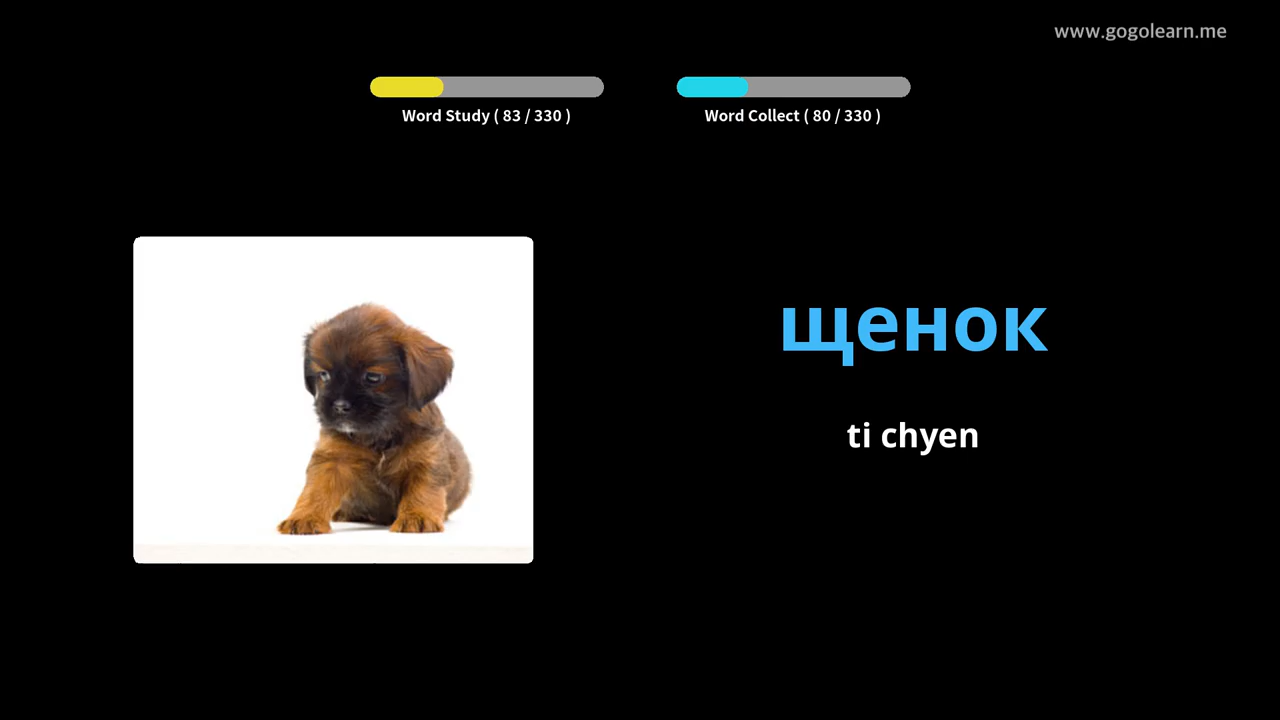 www.gogolearn.me
Word Study ( 83 / 330 )
Word Collect ( 80 / 330 )
щенок
ti chyen